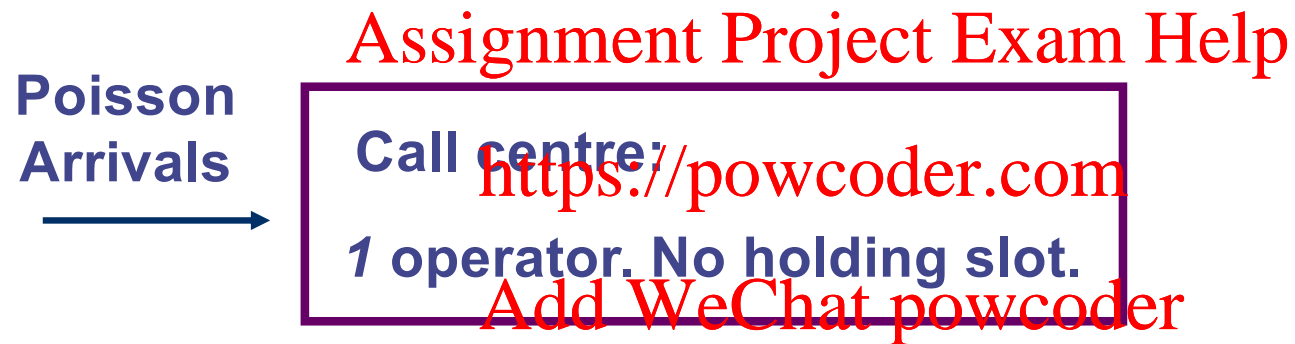 Assignment Project Exam Help
Poisson
Arrivals
Call centre:
https://powcoder.com
1 operator. No holding slot.
Add WeChat powcoder